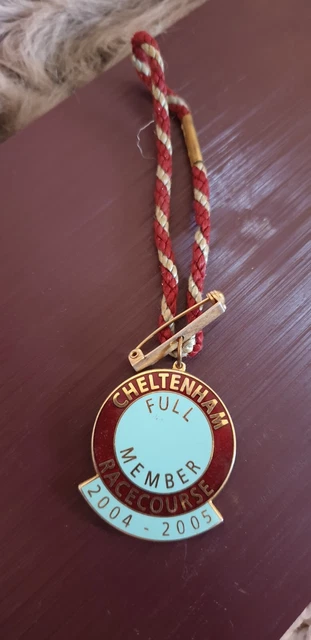 CHELTENHAM
FULL
MEMBER
RACECOURSE
2004 - 2005